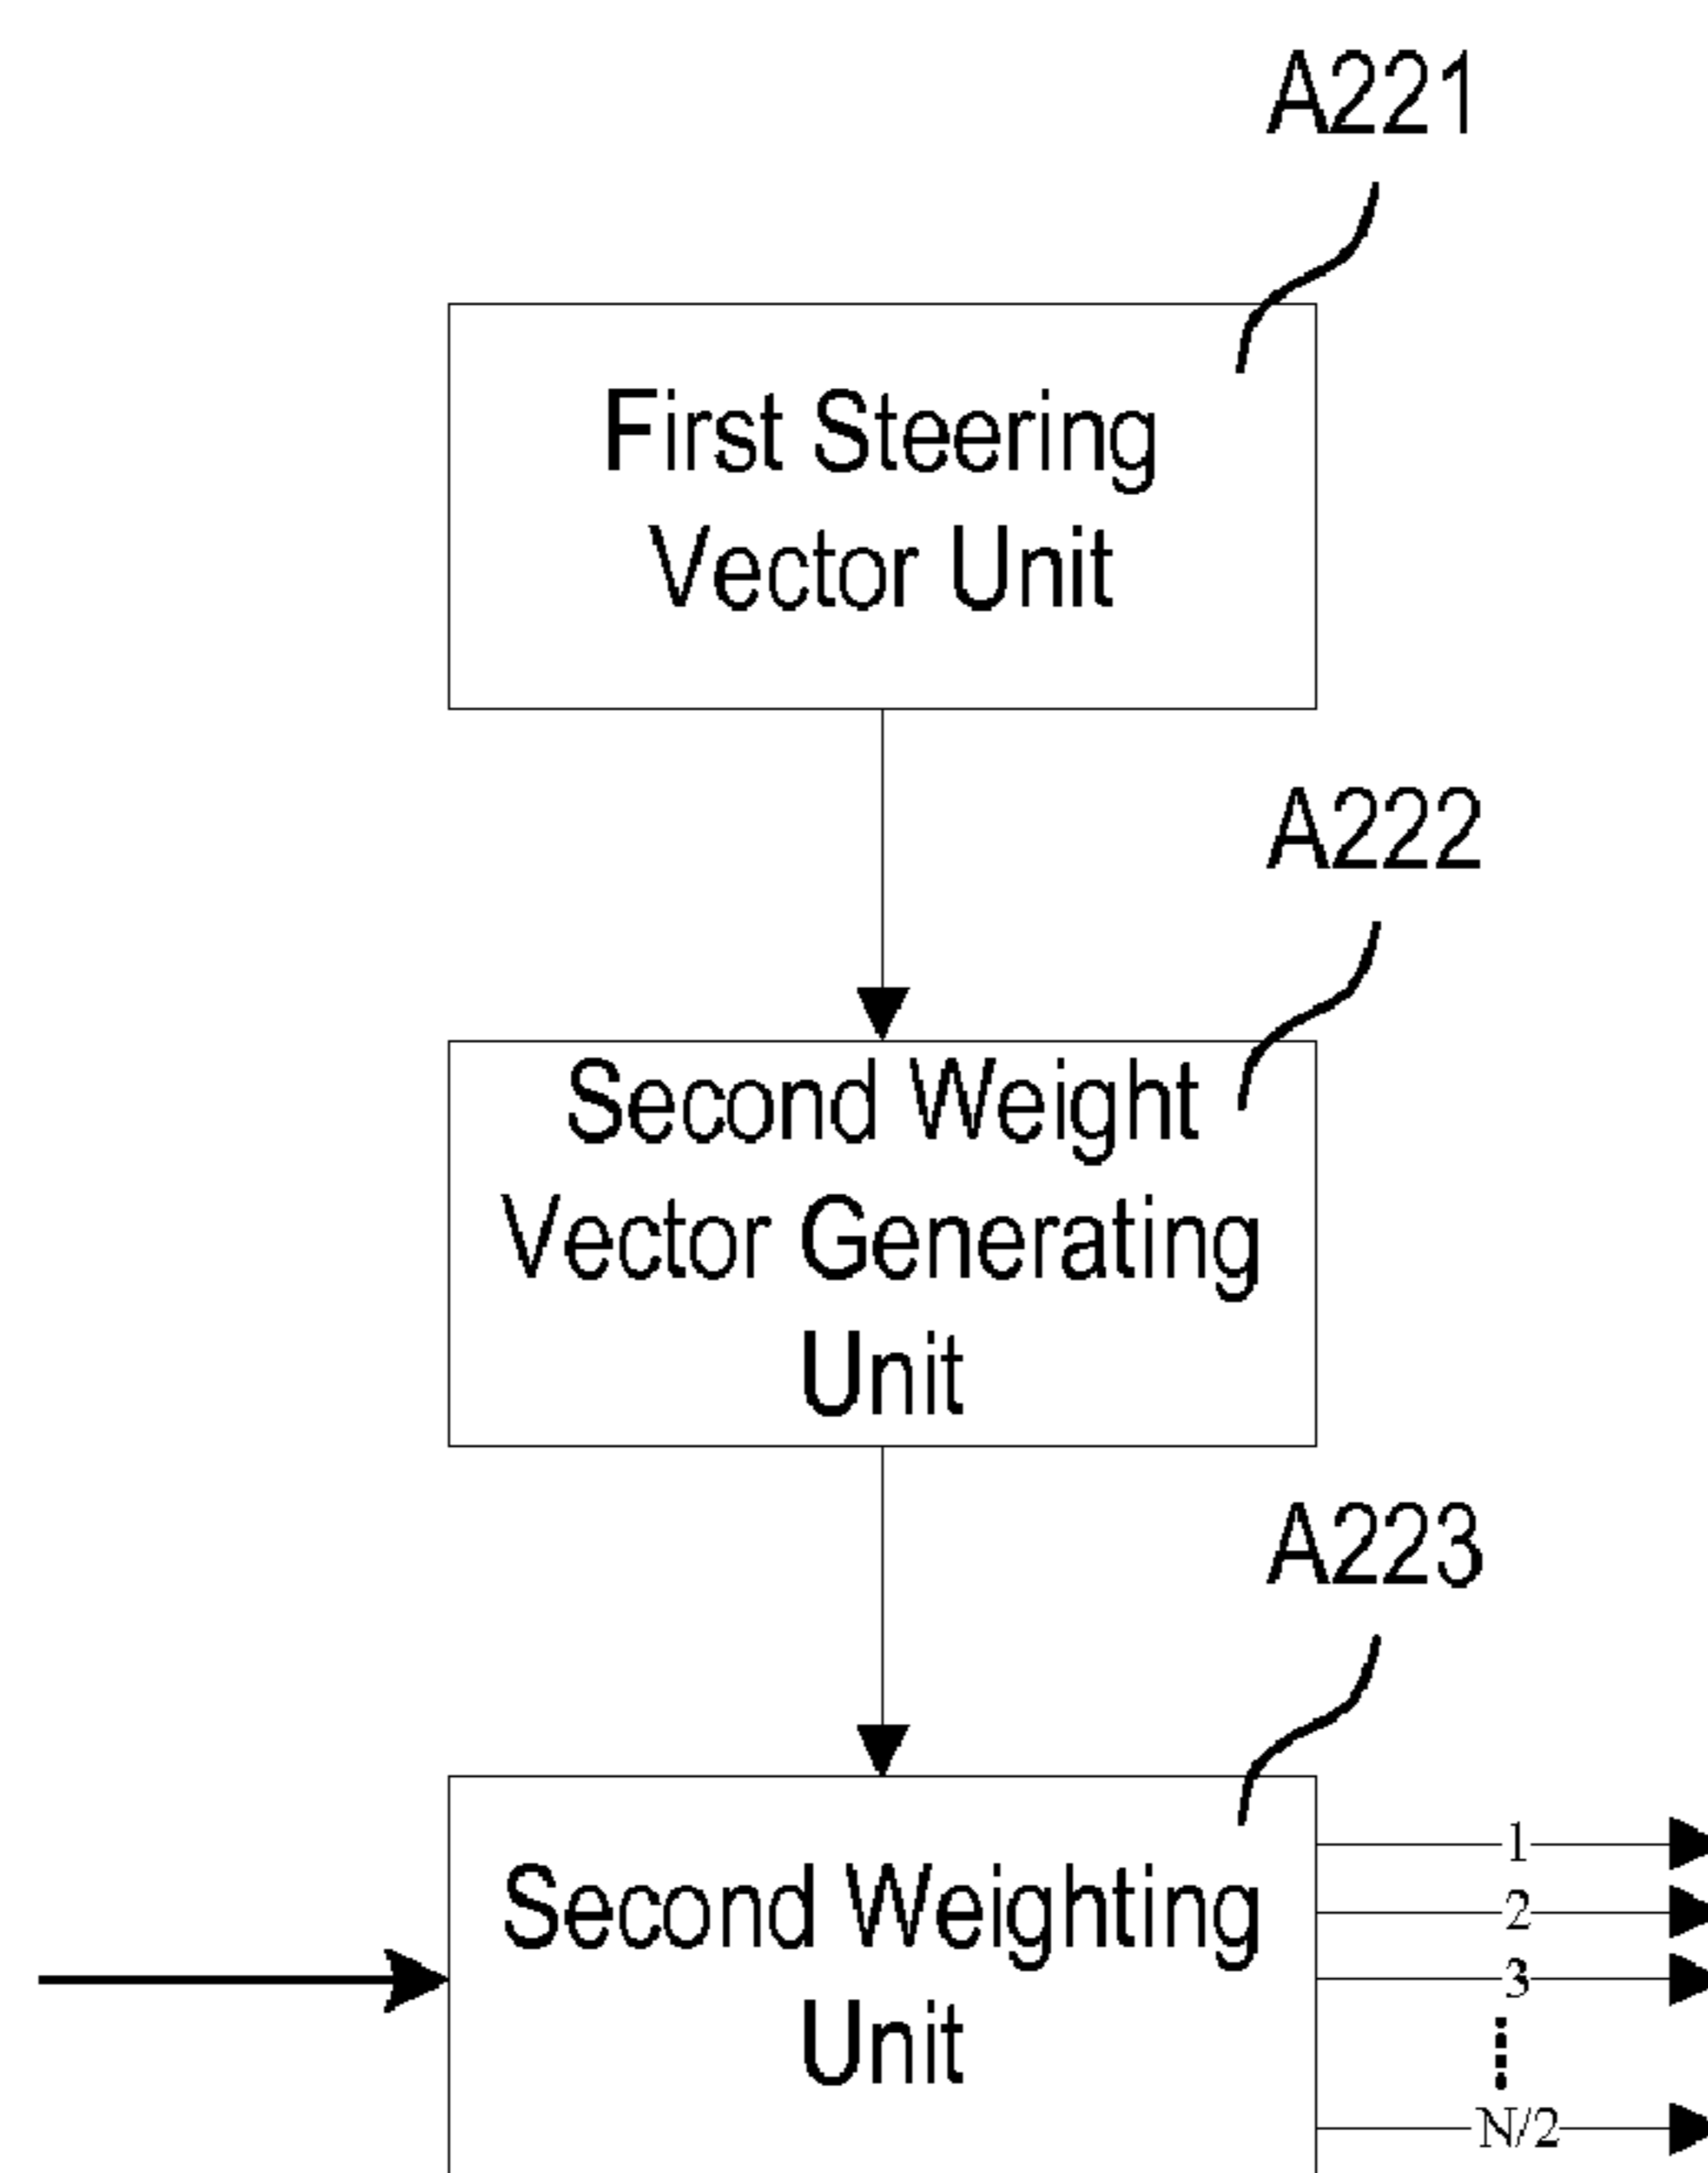 A221
First Steering
Vector Unit
A222
Second Weight
Vector Generating
Unit
A223
Second Weighting
Unit
1
2
3
N/2